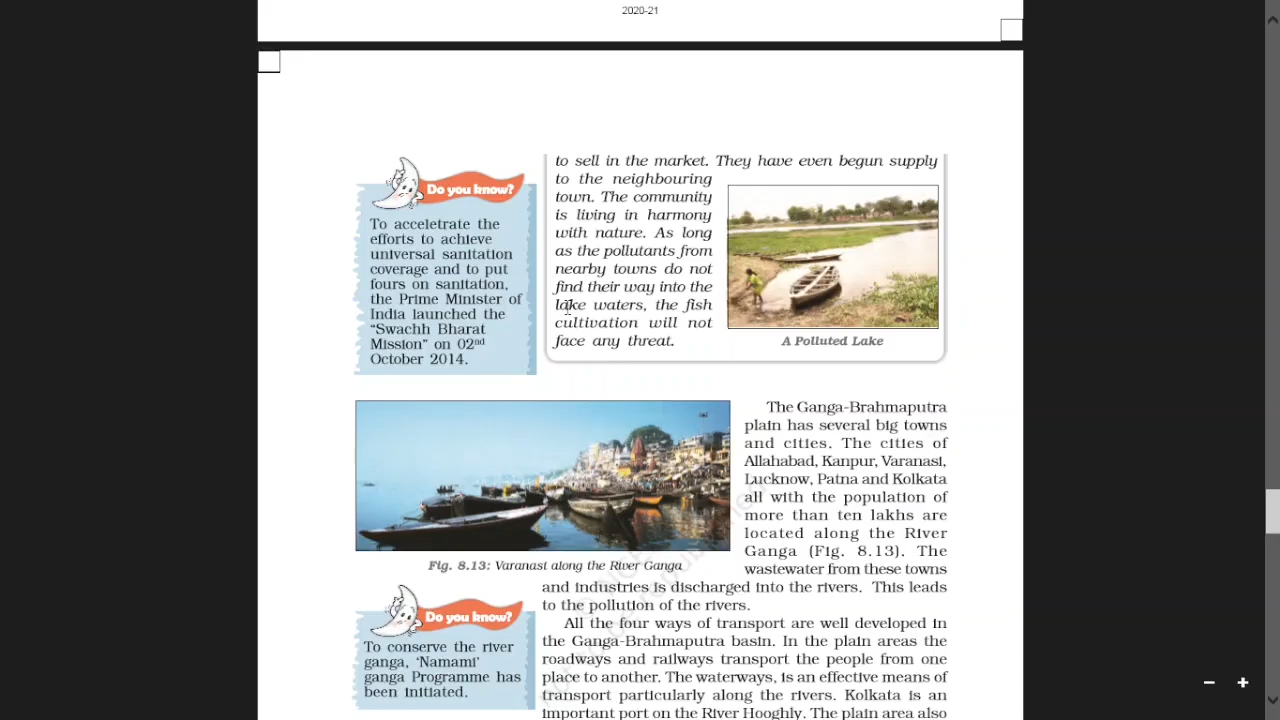 2020-21
to sell in the market. They have even begun supply
to the neighbouring
town. The community
is living in harmony
with nature. As long
as the pollutants from
nearby towns do not
find their way into the
lake waters, the fish
cultivation will not
face any threat.
A Polluted Lake
Do you know?
To acceletrate the
efforts to achieve
universal sanitation
coverage and to put
fours on sanitation,
the Prime Minister of
India launched the
“Swachh Bharat
Mission” on 02nd
October 2014.
Fig. 8.13: Varanasi along the River Ganga
The Ganga-Brahmaputra
plain has several big towns
and cities. The cities of
Allahabad, Kanpur, Varanasi,
Lucknow, Patna and Kolkata
all with the population of
more than ten lakhs are
located along the River
Ganga (Fig. 8.13). The
wastewater from these towns
and industries is discharged into the rivers. This leads
to the pollution of the rivers.
All the four ways of transport are well developed in
the Ganga-Brahmaputra basin. In the plain areas the
roadways and railways transport the people from one
place to another. The waterways, is an effective means of
transport particularly along the rivers. Kolkata is an
important port on the River Hooghly. The plain area also
Do you know?
To conserve the river
ganga, ‘Namami’
ganga Programme has
been initiated.